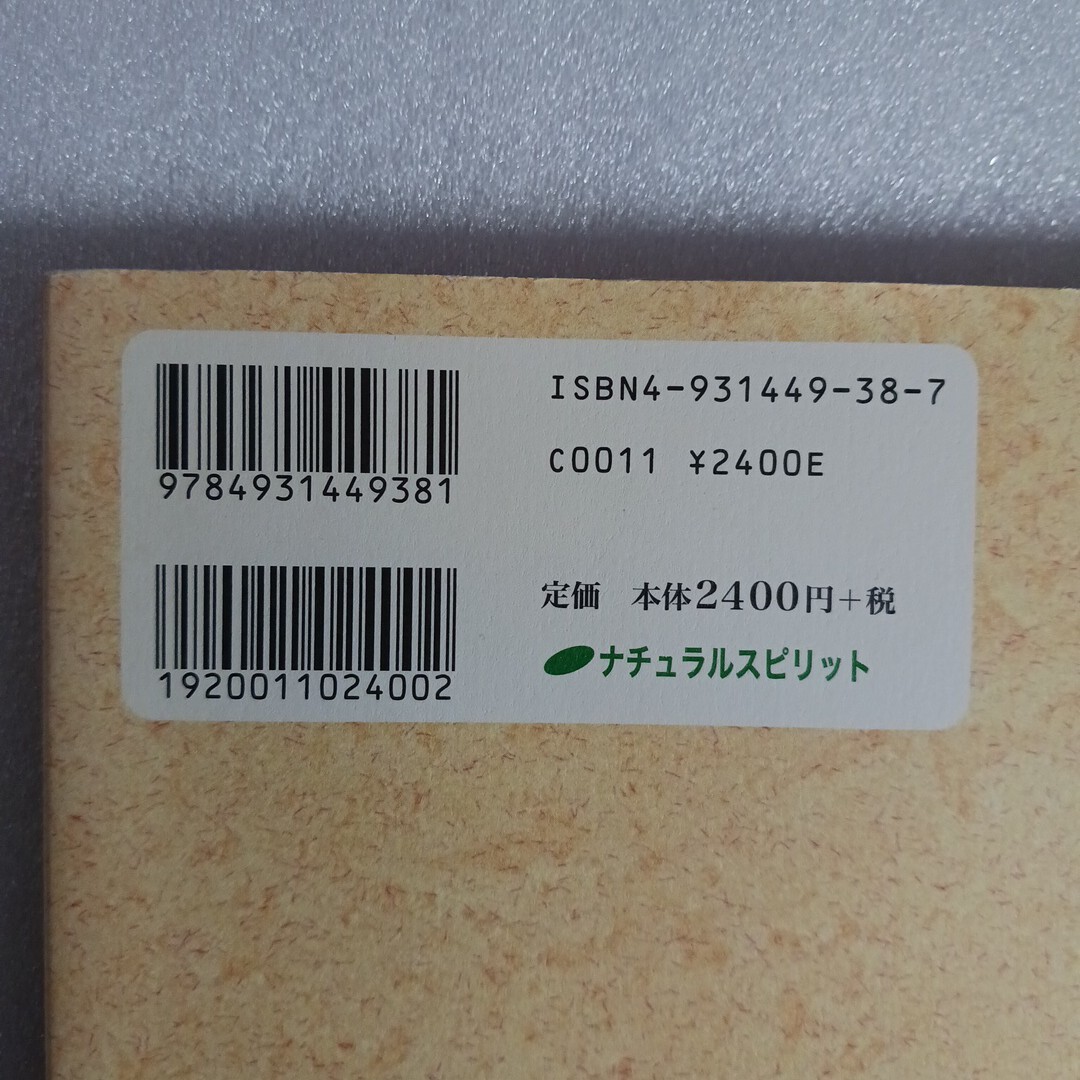 9784931449381
ISBN4-931449-38-7
C0011 ¥2400E
1920011024002
定価 本体2400円+税
ナチュラルスピリット